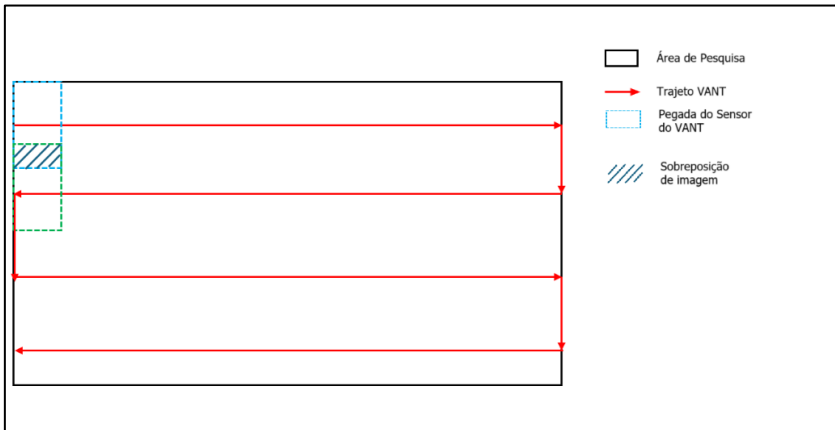 Área de Pesquisa
Trajeto VANT
Pegada do Sensor
do VANT
Sobreposição
de imagem